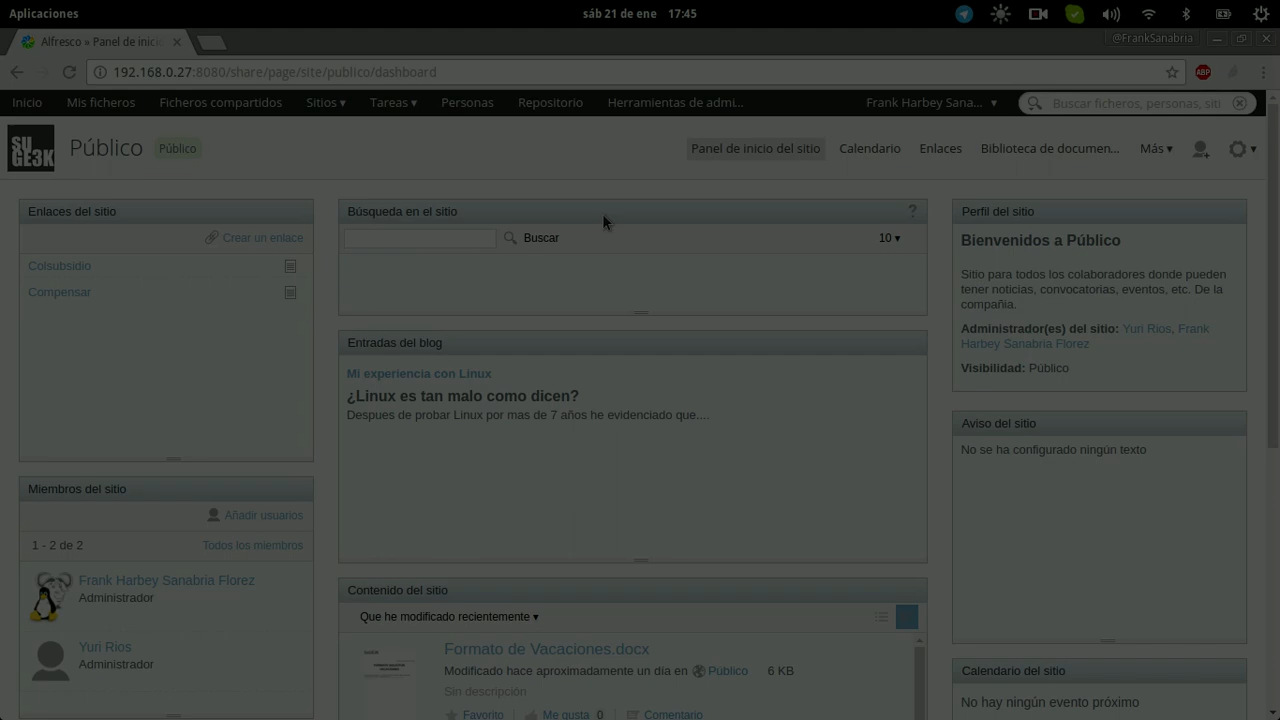 Aplicaciones
sáb 21 de ene 17:45
Alfresco » Panel de inici
@FrankSanabria
192.168.0.27:8080/share/page/site/publico/dashboard
ABP
Inicio Mis ficheros Ficheros compartidos Sitios ▾ Tareas ▾ Personas Repositorio Herramientas de admi... Frank Harbey Sana... ▾ Buscar ficheros, personas, siti
SU GE3K
Público Público
Panel de inicio del sitio Calendario Enlaces Biblioteca de documen... Más ▾
Enlaces del sitio
Crear un enlace
Colsubsidio
Compensar
Miembros del sitio
Añadir usuarios
1 - 2 de 2 Todos los miembros
Frank Harbey Sanabria Florez
Administrador
Yuri Rios
Administrador
Búsqueda en el sitio ?
Buscar 10 ▾
Entradas del blog
Mi experiencia con Linux
¿Linux es tan malo como dicen?
Despues de probar Linux por mas de 7 años he evidenciado que....
Contenido del sitio
Que he modificado recientemente ▾
Formato de Vacaciones.docx
Modificado hace aproximadamente un día en Público 6 KB
Sin descripción
Favorito Me gusta 0 Comentario
Perfil del sitio
Bienvenidos a Público
Sitio para todos los colaboradores donde pueden
tener noticias, convocatorias, eventos, etc. De la
compañia.
Administrador(es) del sitio: Yuri Rios, Frank
Harbey Sanabria Florez
Visibilidad: Público
Aviso del sitio
No se ha configurado ningún texto
Calendario del sitio
No hay ningún evento próximo